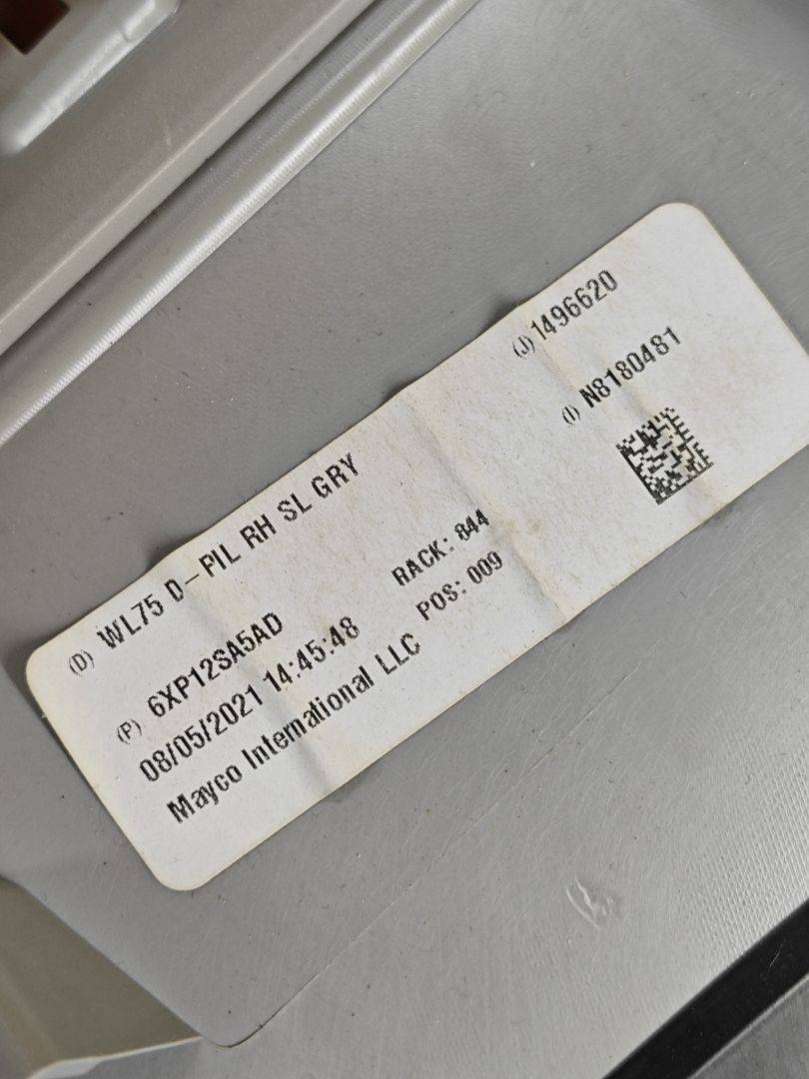 (D) WL75 D-PIL RH SL GRY
(J) 1496620
(P) 6XP12SA5AD
RACK: 844
(I) N8180481
08/05/2021 14:45:48
POS: 009
Mayco International LLC